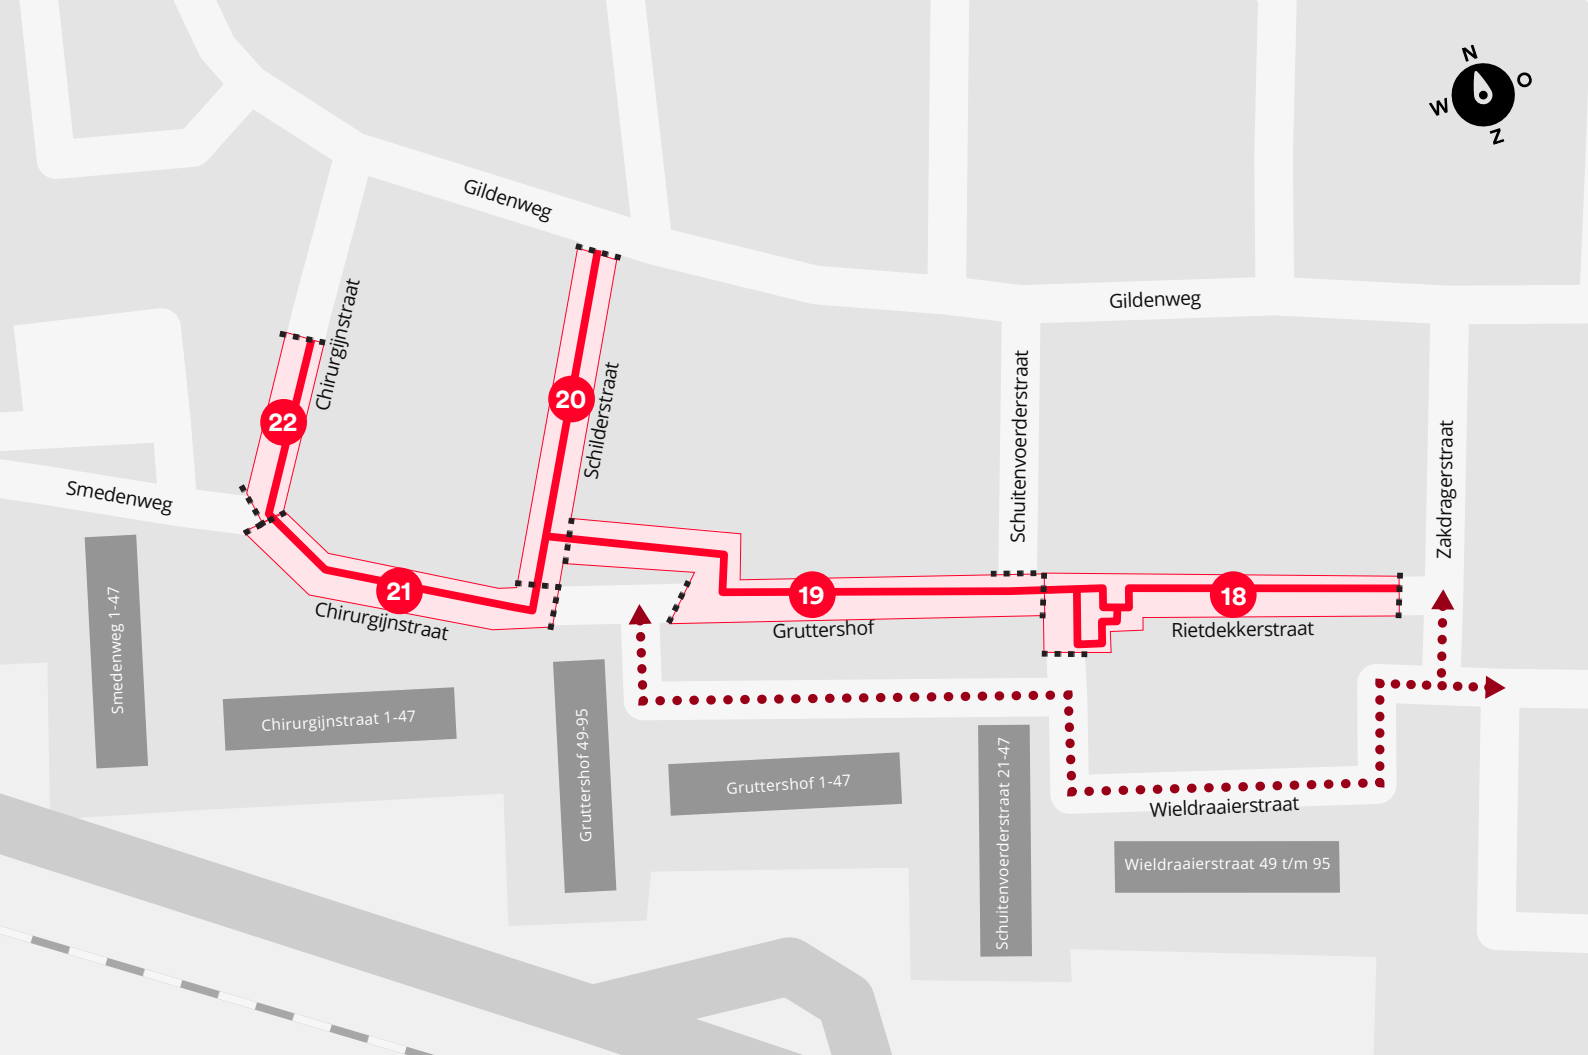 N
O
W
Z
Gildenweg
Gildenweg
Chirurgijnstraat
22
20
Schilderstraat
Schuitenvoerderstraat
Zakdragerstraat
Smedenweg
21
Chirurgijnstraat
19
Gruttershof
18
Rietdekkerstraat
Smedenweg 1-47
Chirurgijnstraat 1-47
Gruttershof 49-95
Gruttershof 1-47
Schuitenvoerderstraat 21-47
Wieldraaierstraat
Wieldraaierstraat 49 t/m 95